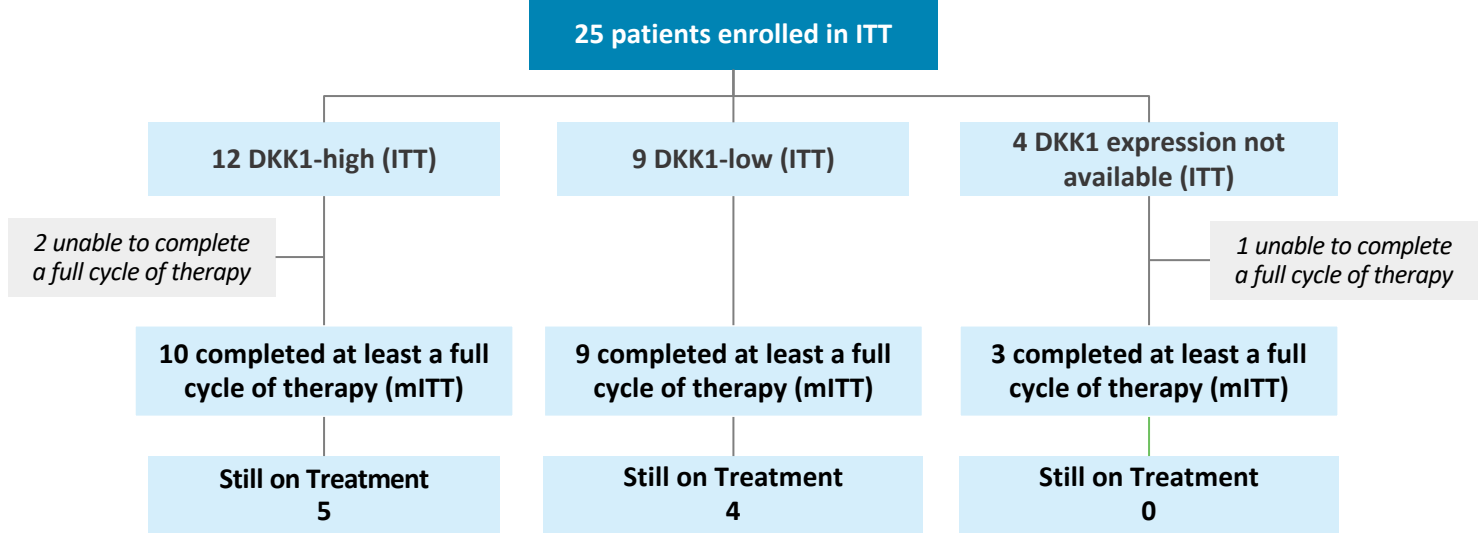 25 patients enrolled in ITT
12 DKK1-high (ITT)
9 DKK1-low (ITT)
4 DKK1 expression not
available (ITT)
2 unable to complete
a full cycle of therapy
1 unable to complete
a full cycle of therapy
10 completed at least a full
cycle of therapy (mITT)
9 completed at least a full
cycle of therapy (mITT)
3 completed at least a full
cycle of therapy (mITT)
Still on Treatment
5
Still on Treatment
4
Still on Treatment
0